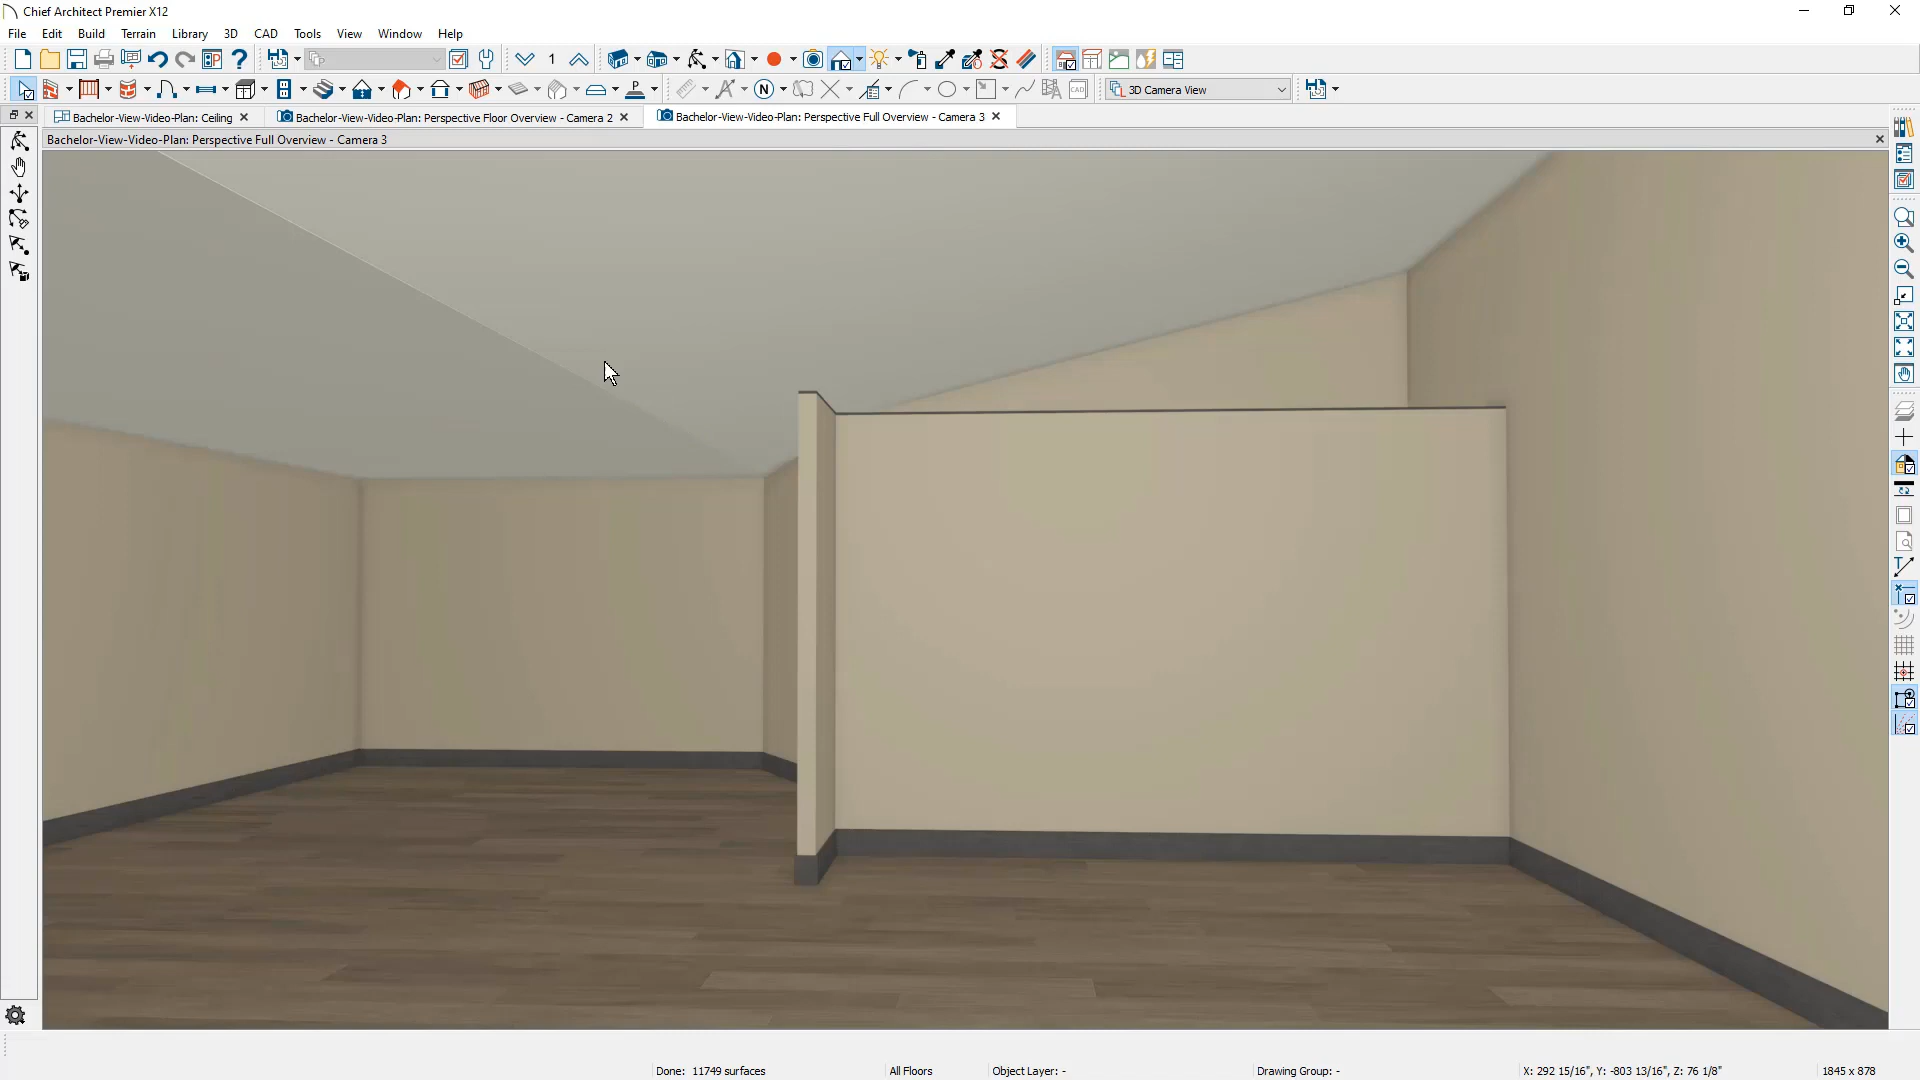 Chief Architect Premier X12
File Edit Build Terrain Library 3D CAD Tools View Window Help
1
3D Camera View
Bachelor-View-Video-Plan: Ceiling
Bachelor-View-Video-Plan: Perspective Floor Overview - Camera 2
Bachelor-View-Video-Plan: Perspective Full Overview - Camera 3
Bachelor-View-Video-Plan: Perspective Full Overview - Camera 3
Done: 11749 surfaces
All Floors
Object Layer: -
Drawing Group: -
X: 292 15/16", Y: -803 13/16", Z: 76 1/8"
1845 x 878